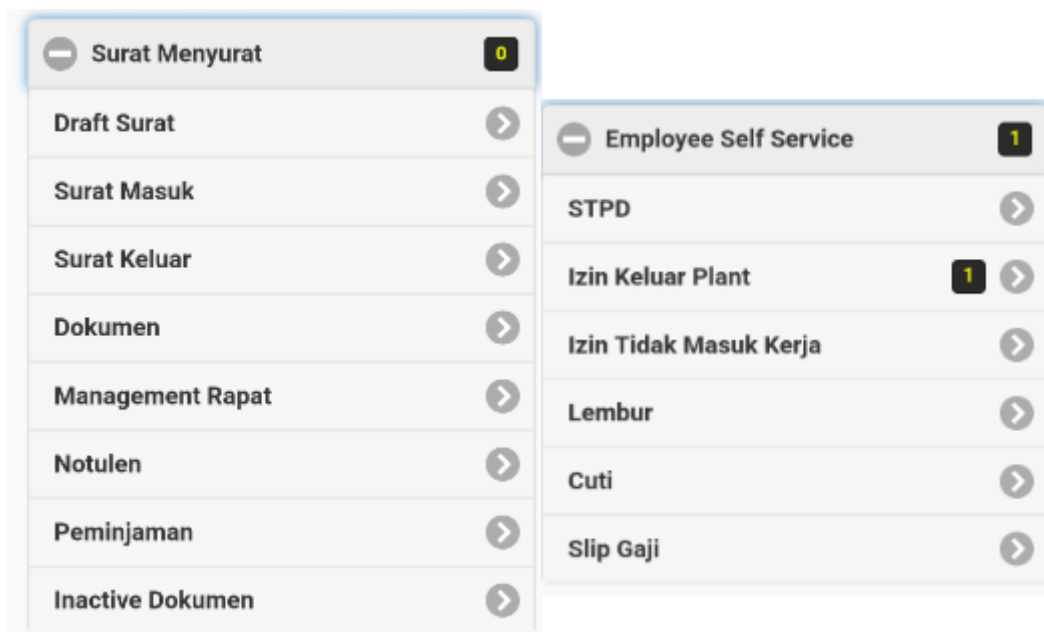 Surat Menyurat 0
Draft Surat
Surat Masuk
Surat Keluar
Dokumen
Management Rapat
Notulen
Peminjaman
Inactive Dokumen
Employee Self Service 1
STPD
Izin Keluar Plant 1
Izin Tidak Masuk Kerja
Lembur
Cuti
Slip Gaji